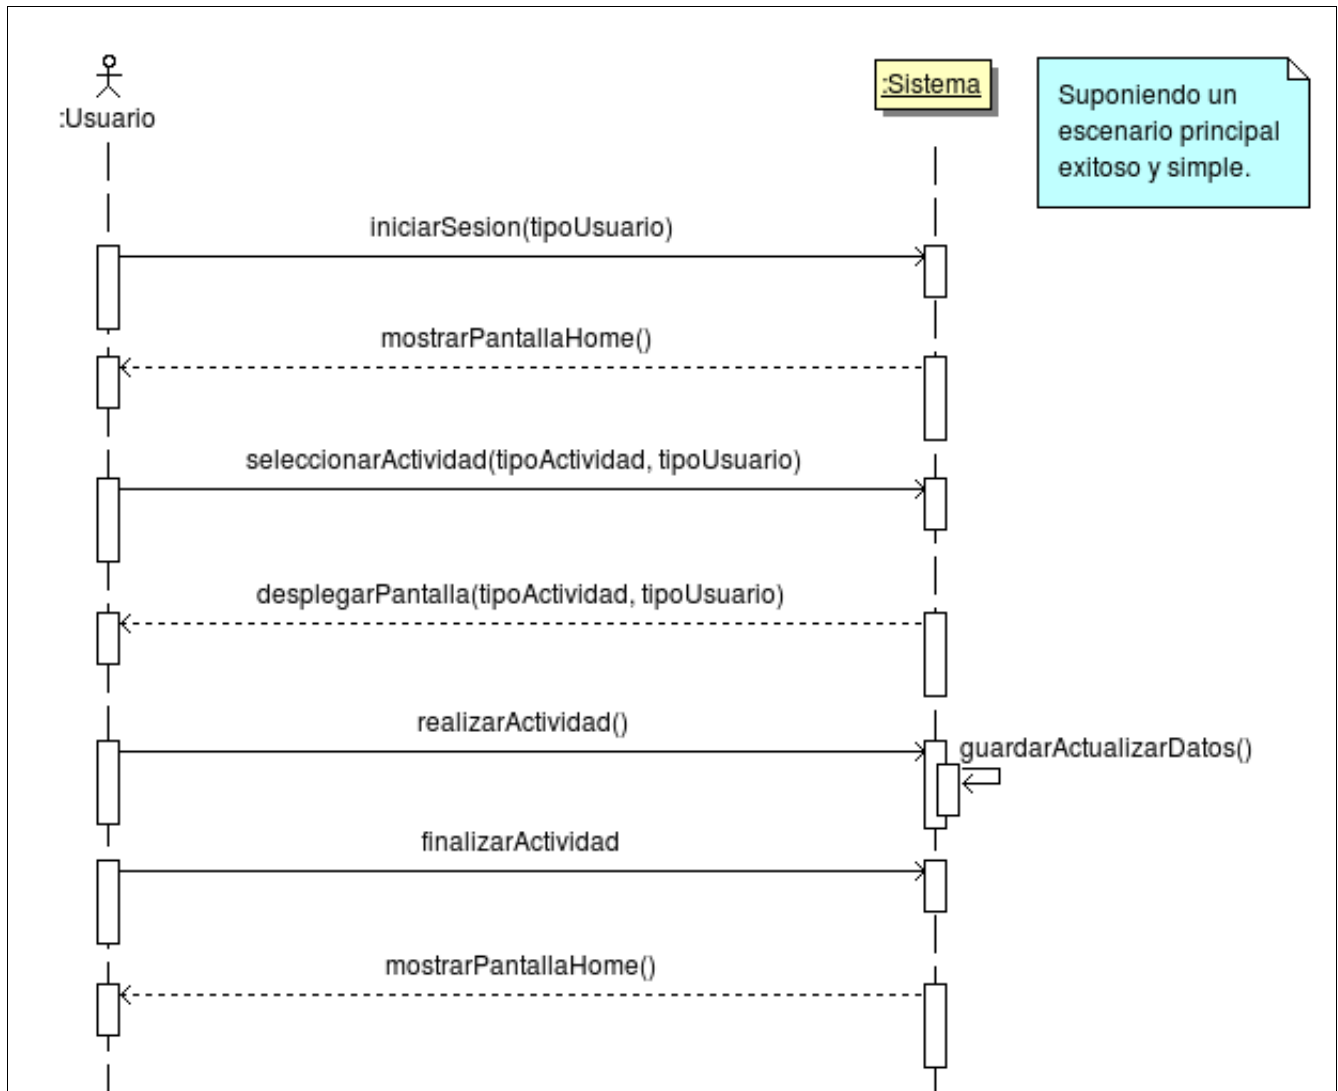 :Usuario
:Sistema
Suponiendo un
escenario principal
exitoso y simple.
iniciarSesion(tipoUsuario)
mostrarPantallaHome()
seleccionarActividad(tipoActividad, tipoUsuario)
desplegarPantalla(tipoActividad, tipoUsuario)
realizarActividad()
guardarActualizarDatos()
finalizarActividad
mostrarPantallaHome()